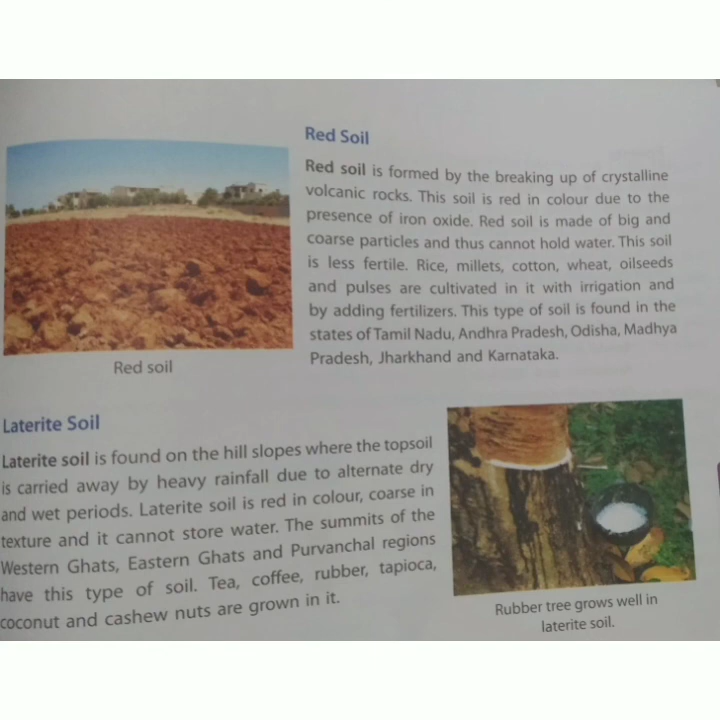 Red Soil
Red soil is formed by the breaking up of crystalline
volcanic rocks. This soil is red in colour due to the
presence of iron oxide. Red soil is made of big and
coarse particles and thus cannot hold water. This soil
is less fertile. Rice, millets, cotton, wheat, oilseeds
and pulses are cultivated in it with irrigation and
by adding fertilizers. This type of soil is found in the
states of Tamil Nadu, Andhra Pradesh, Odisha, Madhya
Pradesh, Jharkhand and Karnataka.
Red soil
Laterite Soil
Laterite soil is found on the hill slopes where the topsoil
is carried away by heavy rainfall due to alternate dry
and wet periods. Laterite soil is red in colour, coarse in
texture and it cannot store water. The summits of the
Western Ghats, Eastern Ghats and Purvanchal regions
have this type of soil. Tea, coffee, rubber, tapioca,
coconut and cashew nuts are grown in it.
Rubber tree grows well in
laterite soil.